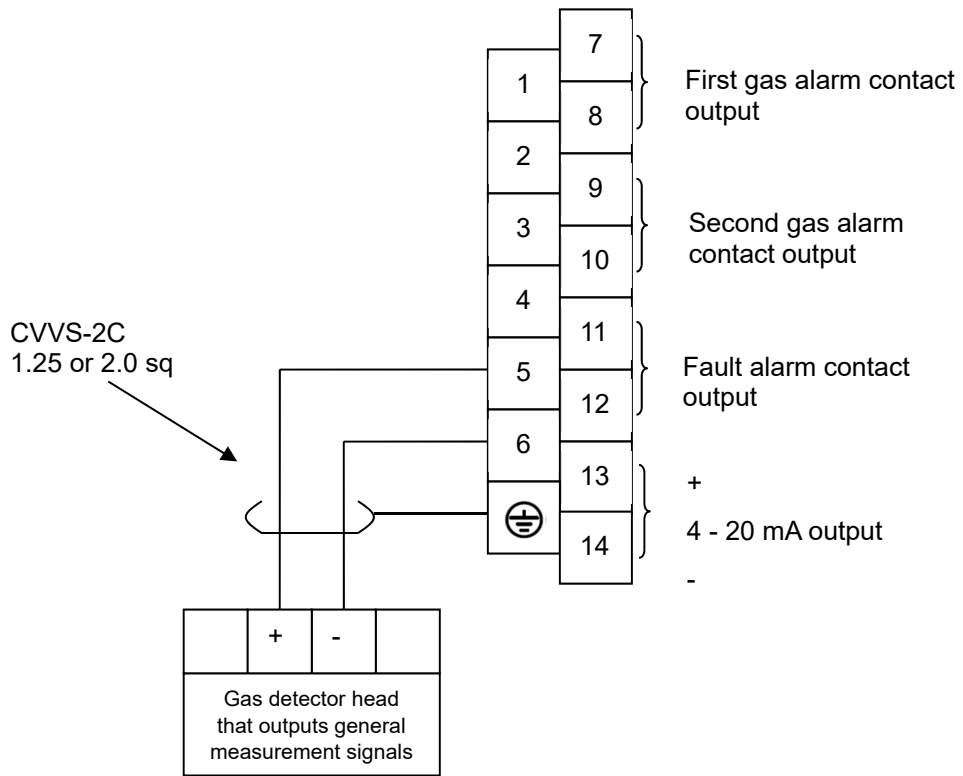 7
1
First gas alarm contact
output
8
2
9
3
Second gas alarm
contact output
10
4
11
CVVS-2C
1.25 or 2.0 sq
5
Fault alarm contact
output
12
6
13
+
4 - 20 mA output
14
-
+ -
Gas detector head
that outputs general
measurement signals